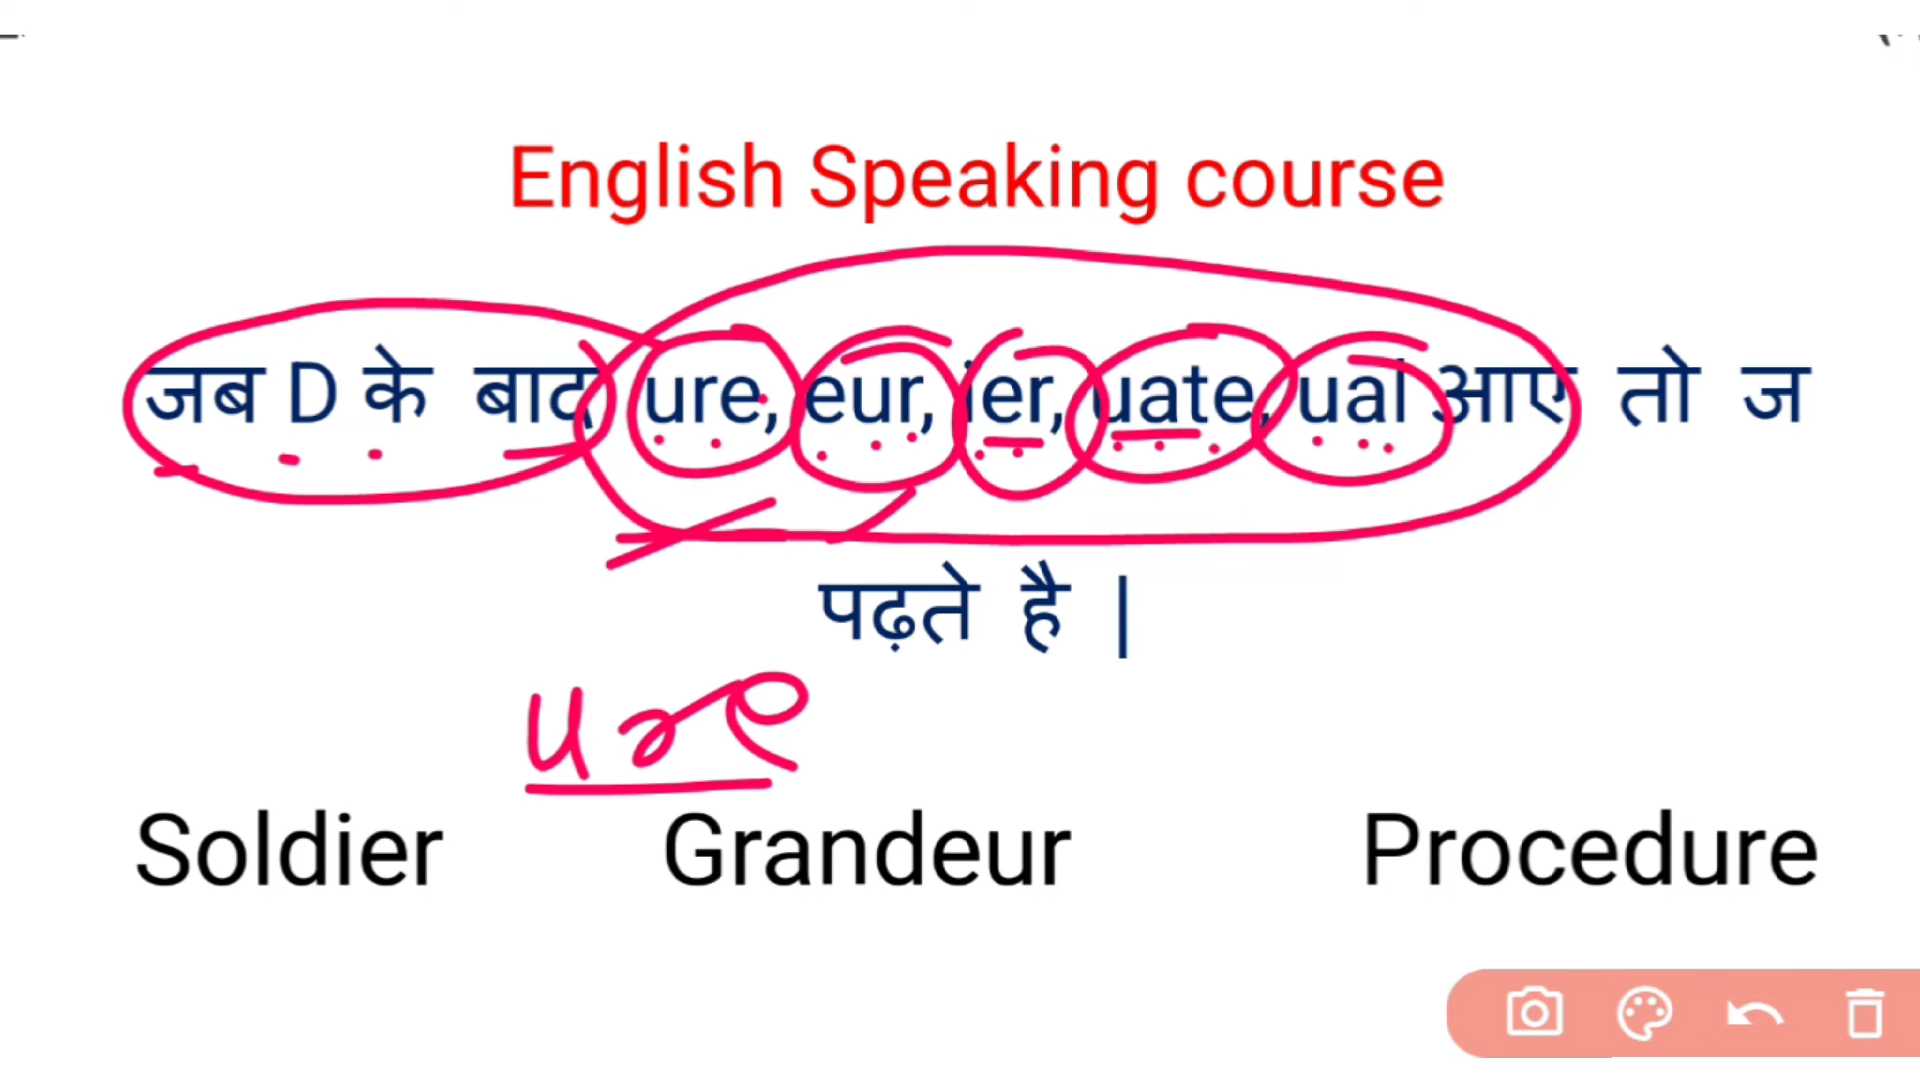 English Speaking course
जब D के बाद ure, eur, ier, uate, ual आए तो ज
पढ़ते है |
ure
Soldier Grandeur Procedure